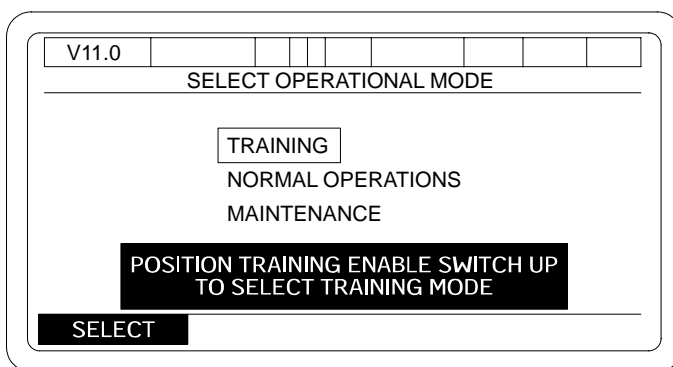 V11.0
SELECT OPERATIONAL MODE
TRAINING
NORMAL OPERATIONS
MAINTENANCE
POSITION TRAINING ENABLE SWITCH UP
TO SELECT TRAINING MODE
SELECT